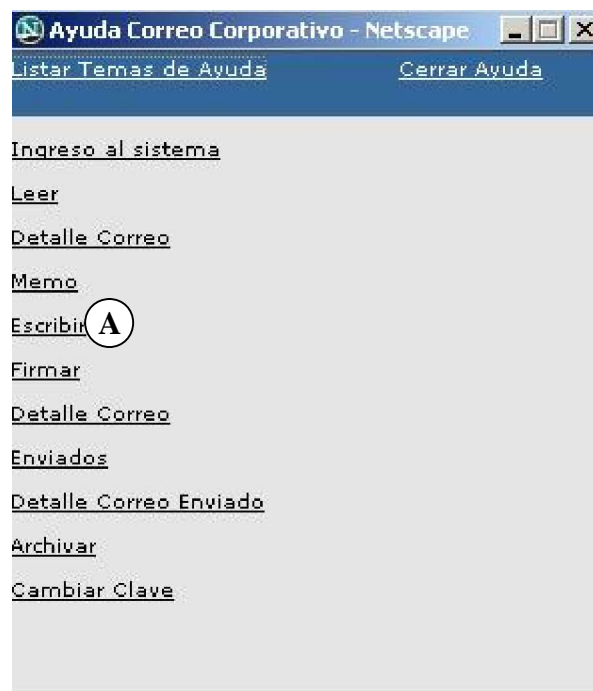 Ayuda Correo Corporativo - Netscape
Listar Temas de Ayuda Cerrar Ayuda
Ingreso al sistema
Leer
Detalle Correo
Memo
Escribir A
Firmar
Detalle Correo
Enviados
Detalle Correo Enviado
Archivar
Cambiar Clave